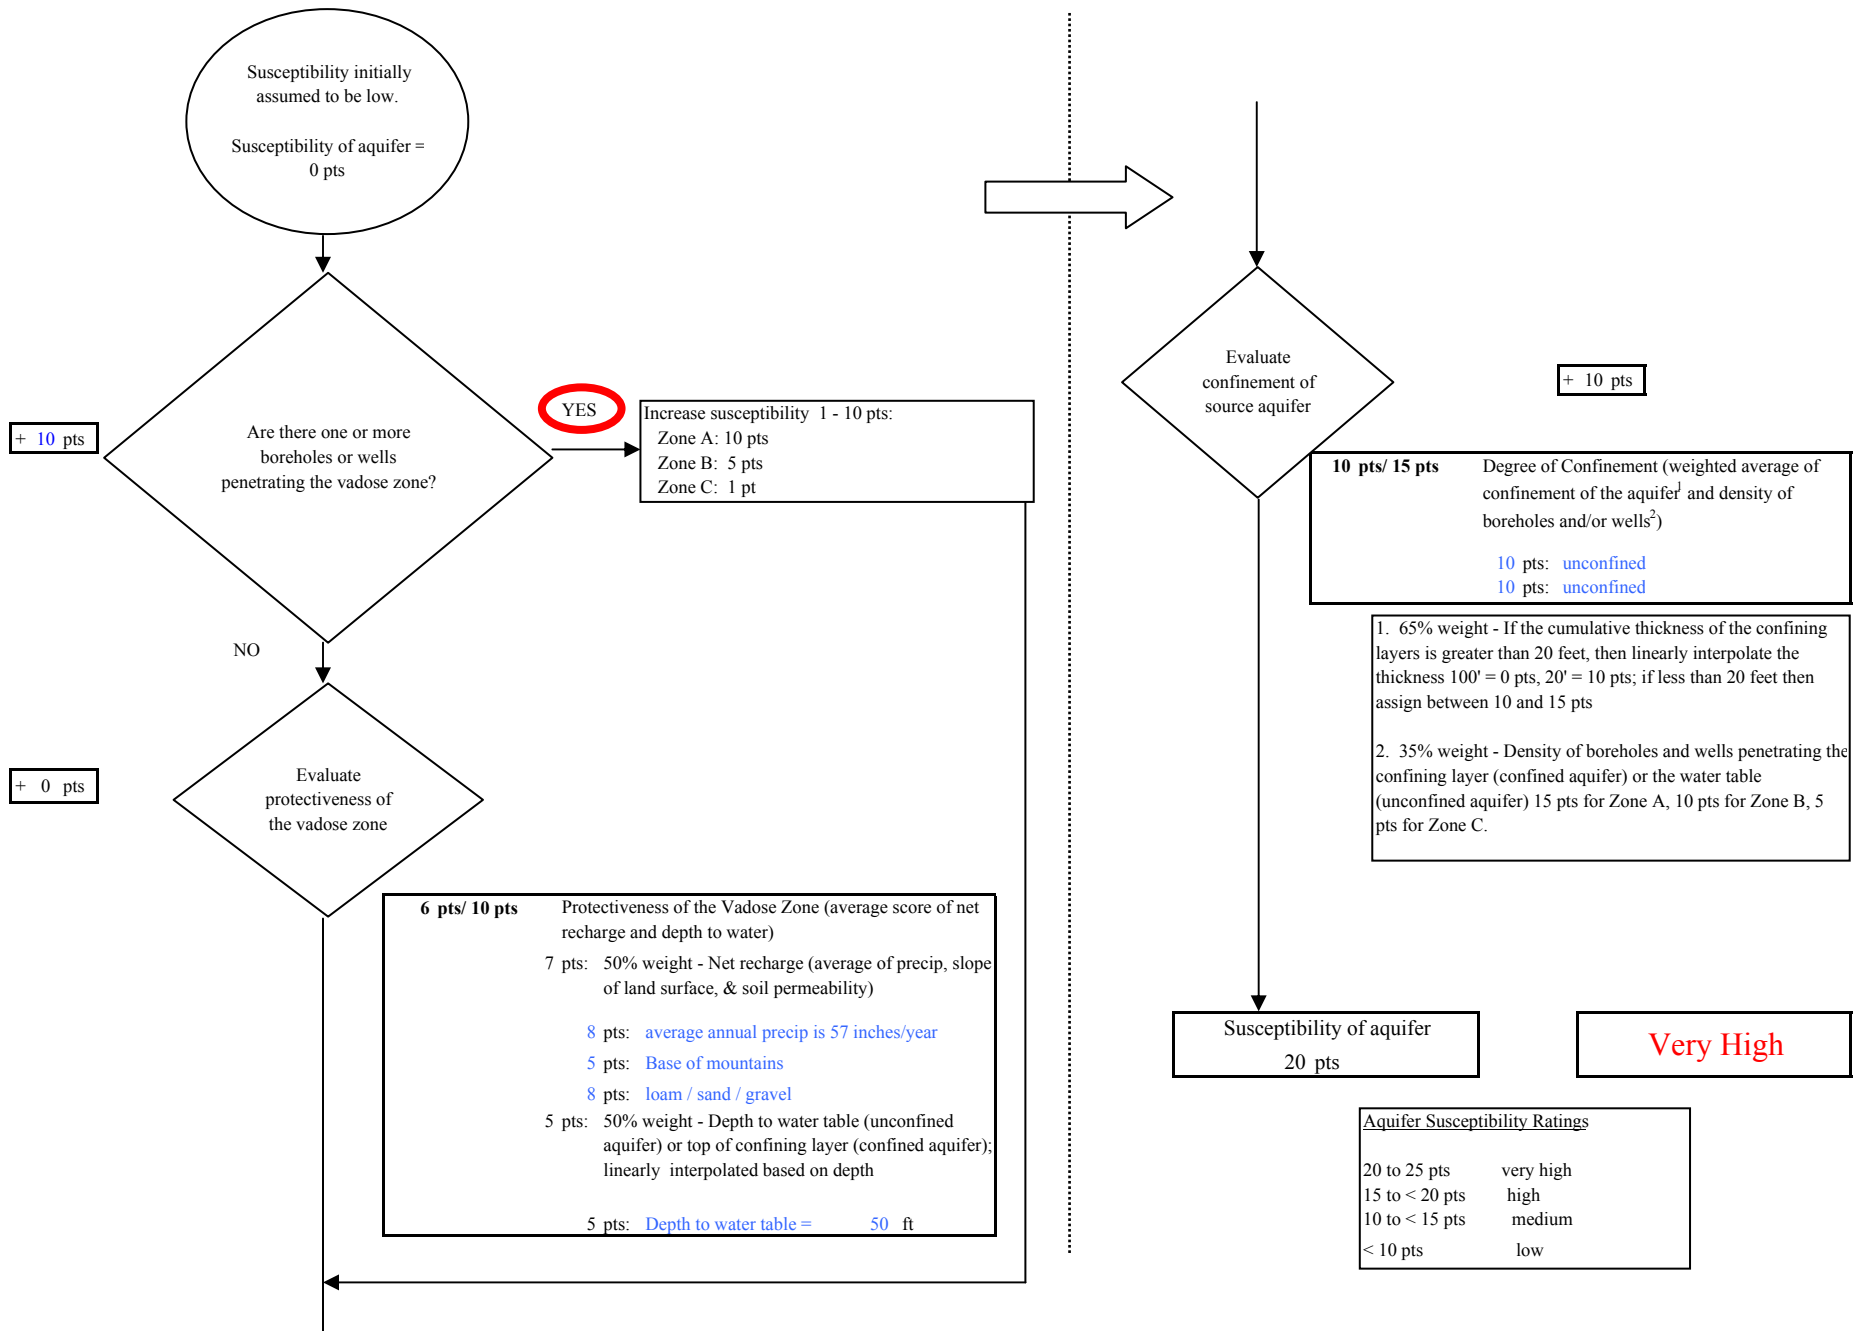 Susceptibility initially
assumed to be low.
Susceptibility of aquifer =
0 pts
+ 10 pts
Are there one or more
boreholes or wells
penetrating the vadose zone?
YES
Increase susceptibility 1 - 10 pts:
Zone A: 10 pts
Zone B: 5 pts
Zone C: 1 pt
NO
+ 0 pts
Evaluate
protectiveness of
the vadose zone
6 pts/ 10 pts Protectiveness of the Vadose Zone (average score of net
recharge and depth to water)
7 pts: 50% weight - Net recharge (average of precip, slope
of land surface, & soil permeability)
8 pts: average annual precip is 57 inches/year
5 pts: Base of mountains
8 pts: loam / sand / gravel
5 pts: 50% weight - Depth to water table (unconfined
aquifer) or top of confining layer (confined aquifer);
linearly interpolated based on depth
5 pts: Depth to water table = 50 ft
Evaluate
confinement of
source aquifer
+ 10 pts
10 pts/ 15 pts Degree of Confinement (weighted average of
confinement of the aquifer1 and density of
boreholes and/or wells2)
10 pts: unconfined
10 pts: unconfined
1. 65% weight - If the cumulative thickness of the confining
layers is greater than 20 feet, then linearly interpolate the
thickness 100' = 0 pts, 20' = 10 pts; if less than 20 feet then
assign between 10 and 15 pts
2. 35% weight - Density of boreholes and wells penetrating the
confining layer (confined aquifer) or the water table
(unconfined aquifer) 15 pts for Zone A, 10 pts for Zone B, 5
pts for Zone C.
Susceptibility of aquifer
20 pts
Very High
Aquifer Susceptibility Ratings
20 to 25 pts very high
15 to < 20 pts high
10 to < 15 pts medium
< 10 pts low